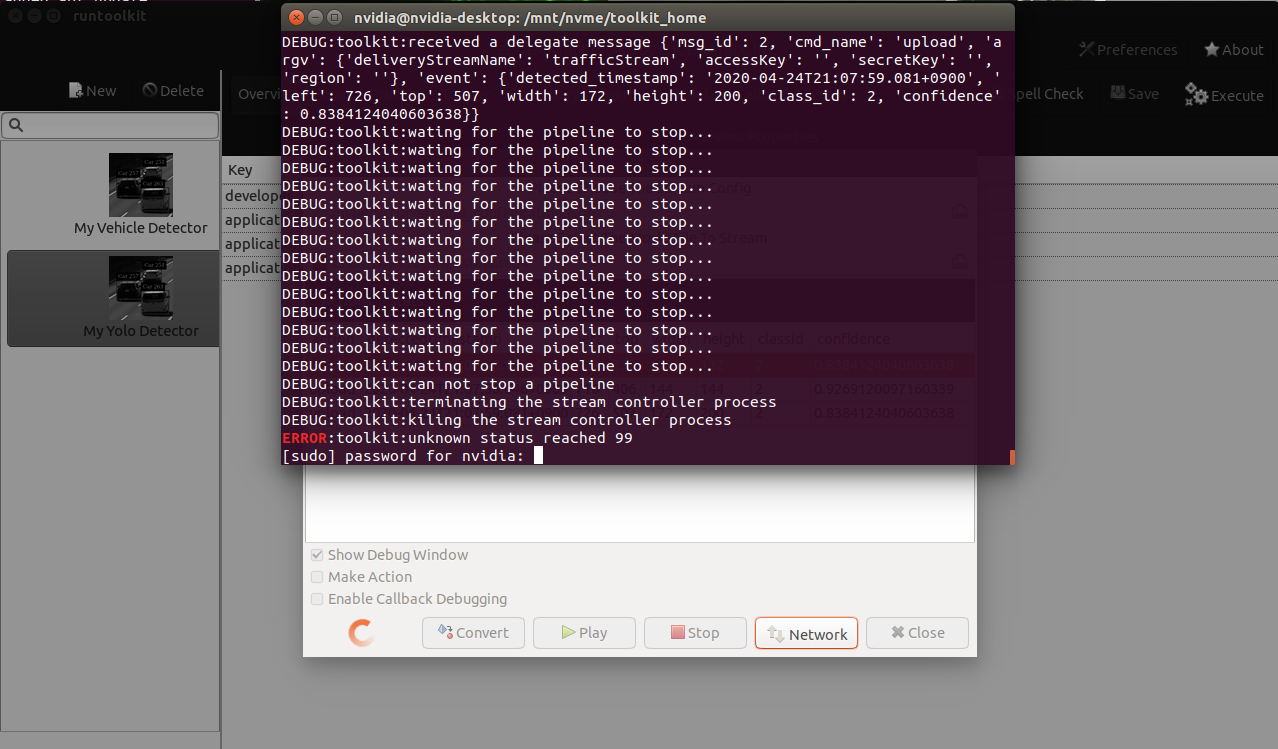 runtoolkit
nvidia@nvidia-desktop: /mnt/nvme/toolkit_home
Preferences
About
New
Delete
Overvi
pell Check
Save
Execute
DEBUG:toolkit:received a delegate message {'msg_id': 2, 'cmd_name': 'upload', 'a
rgv': {'deliveryStreamName': 'trafficStream', 'accessKey': '', 'secretKey': '',
'region': ''}, 'event': {'detected_timestamp': '2020-04-24T21:07:59.081+0900', '
left': 726, 'top': 507, 'width': 172, 'height': 200, 'class_id': 2, 'confidence'
: 0.8384124040603638}}
DEBUG:toolkit:wating for the pipeline to stop...
DEBUG:toolkit:wating for the pipeline to stop...
DEBUG:toolkit:wating for the pipeline to stop...
DEBUG:toolkit:wating for the pipeline to stop...
DEBUG:toolkit:wating for the pipeline to stop...
DEBUG:toolkit:wating for the pipeline to stop...
DEBUG:toolkit:wating for the pipeline to stop...
DEBUG:toolkit:wating for the pipeline to stop...
DEBUG:toolkit:wating for the pipeline to stop...
DEBUG:toolkit:wating for the pipeline to stop...
DEBUG:toolkit:wating for the pipeline to stop...
DEBUG:toolkit:wating for the pipeline to stop...
DEBUG:toolkit:wating for the pipeline to stop...
DEBUG:toolkit:wating for the pipeline to stop...
DEBUG:toolkit:can not stop a pipeline
DEBUG:toolkit:terminating the stream controller process
DEBUG:toolkit:killing the stream controller process
ERROR:toolkit:unknown status reached 99
[sudo] password for nvidia:
Key
develop
applicat
applicat
applicat
My Vehicle Detector
My Yolo Detector
Config
Stream
height classId confidence
0.8384124040603638
144 144 2 0.9269120097160339
2 0.8384124040603638
Show Debug Window
Make Action
Enable Callback Debugging
Convert
Play
Stop
Network
Close